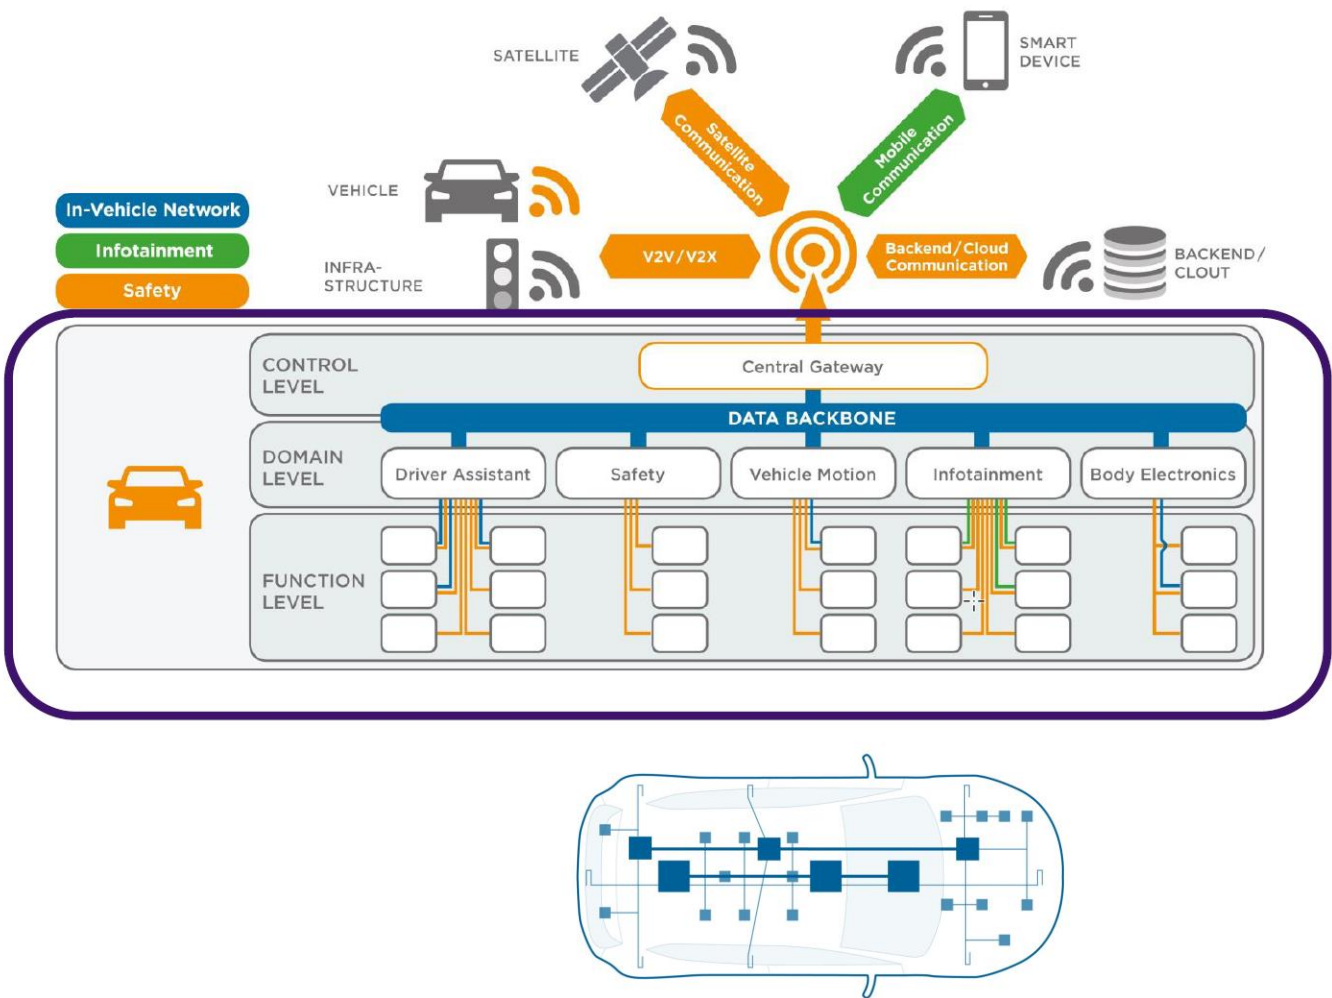 SATELLITE
SMART
DEVICE
Satellite
Communication
Mobile
Communication
VEHICLE
In-Vehicle Network
Infotainment
Safety
INFRA-
STRUCTURE
V2V/V2X
Backend/Cloud
Communication
BACKEND/
CLOUT
CONTROL
LEVEL
Central Gateway
DATA BACKBONE
DOMAIN
LEVEL
Driver Assistant
Safety
Vehicle Motion
Infotainment
Body Electronics
FUNCTION
LEVEL